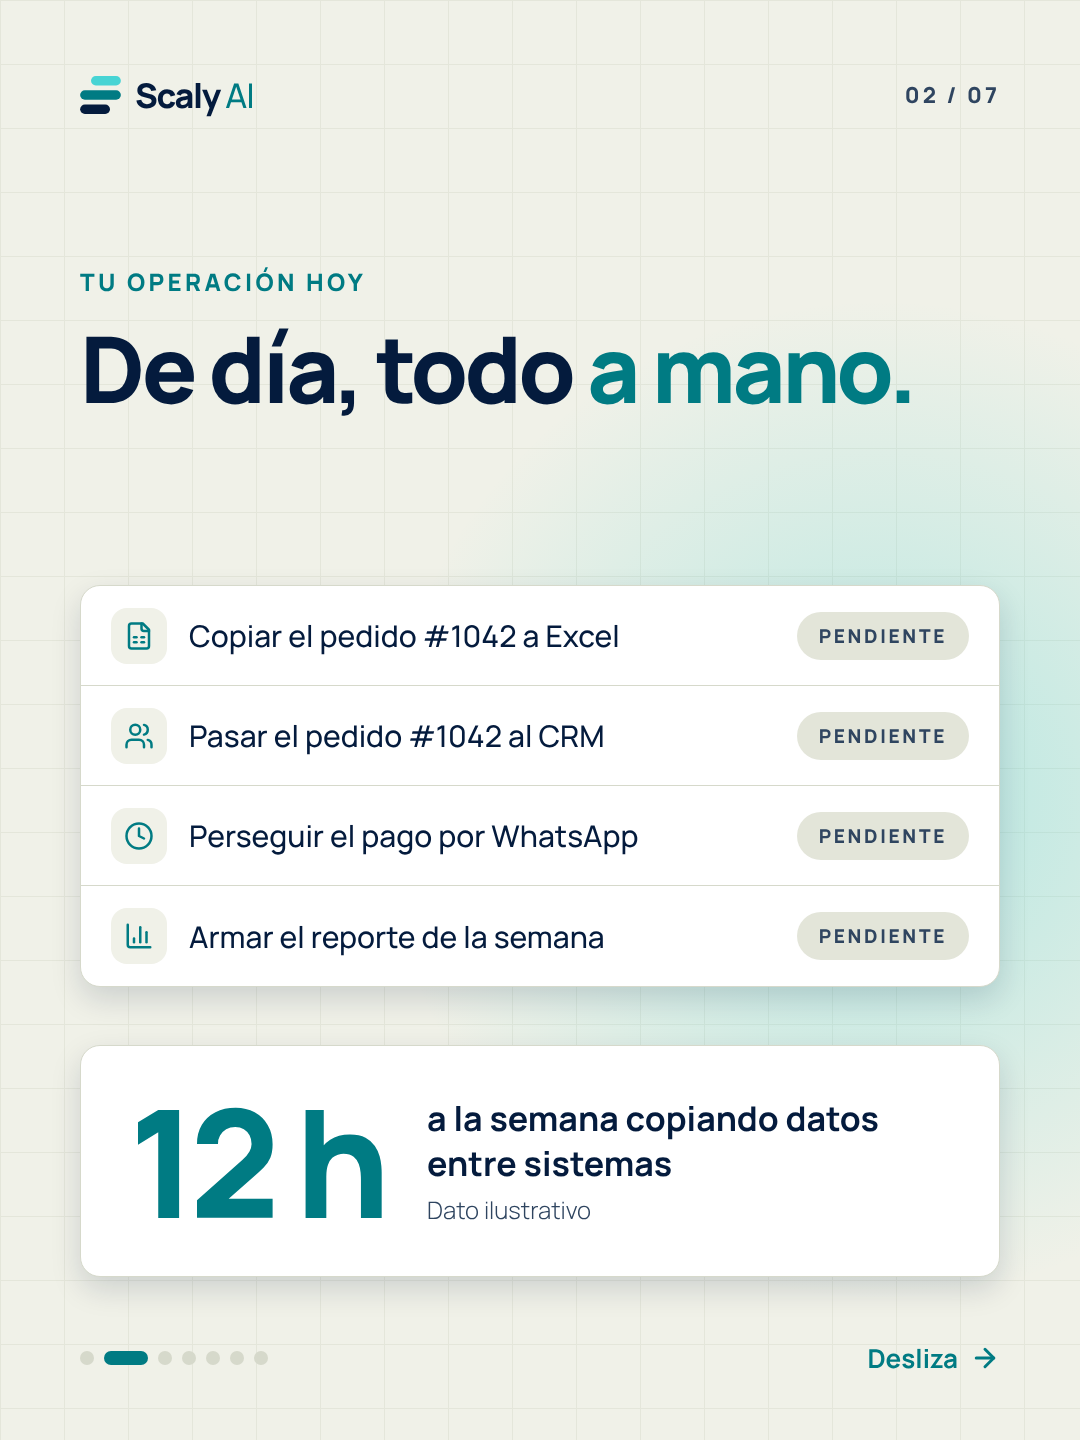 Scaly AI
02 / 07
TU OPERACIÓN HOY
De día, todo a mano.
Copiar el pedido #1042 a Excel
PENDIENTE
Pasar el pedido #1042 al CRM
PENDIENTE
Perseguir el pago por WhatsApp
PENDIENTE
Armar el reporte de la semana
PENDIENTE
12 h
a la semana copiando datos
entre sistemas
Dato ilustrativo
Desliza